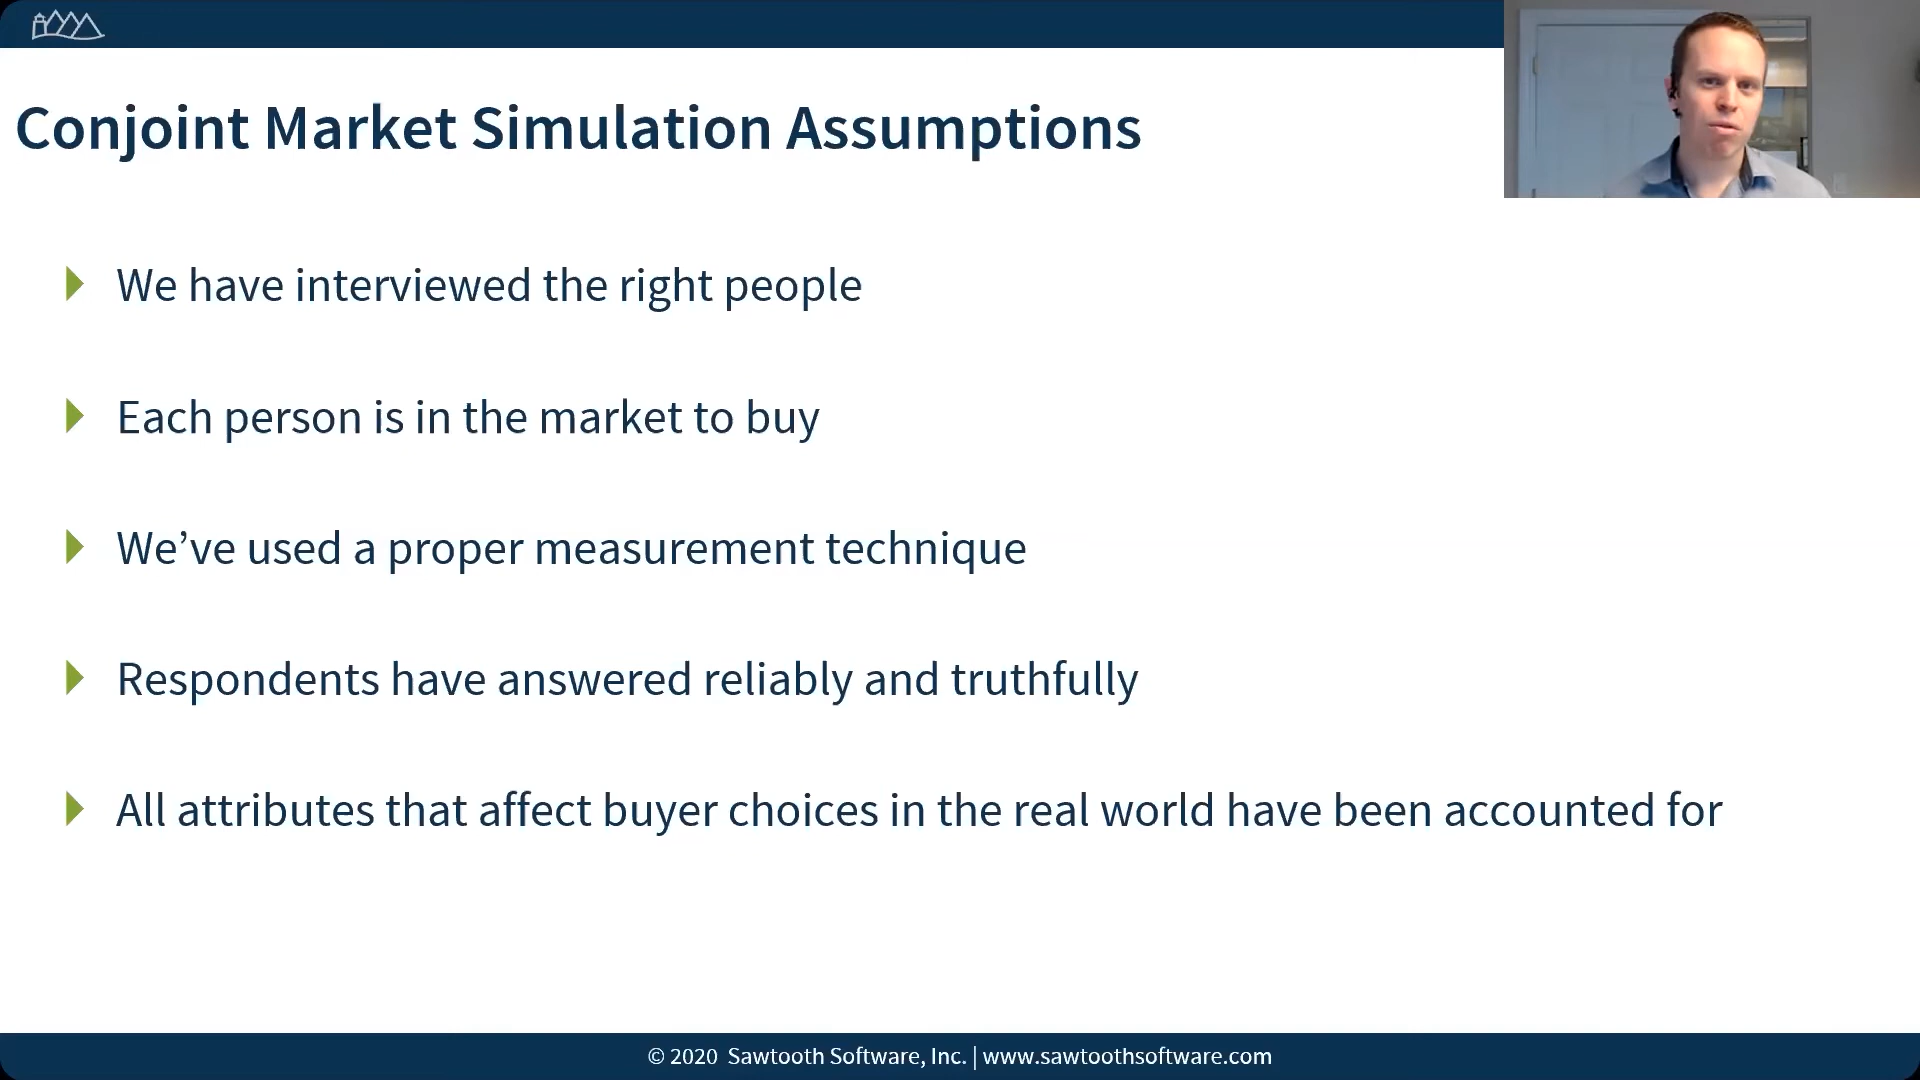 Conjoint Market Simulation Assumptions
We have interviewed the right people
Each person is in the market to buy
We’ve used a proper measurement technique
Respondents have answered reliably and truthfully
All attributes that affect buyer choices in the real world have been accounted for
© 2020 Sawtooth Software, Inc. | www.sawtoothsoftware.com